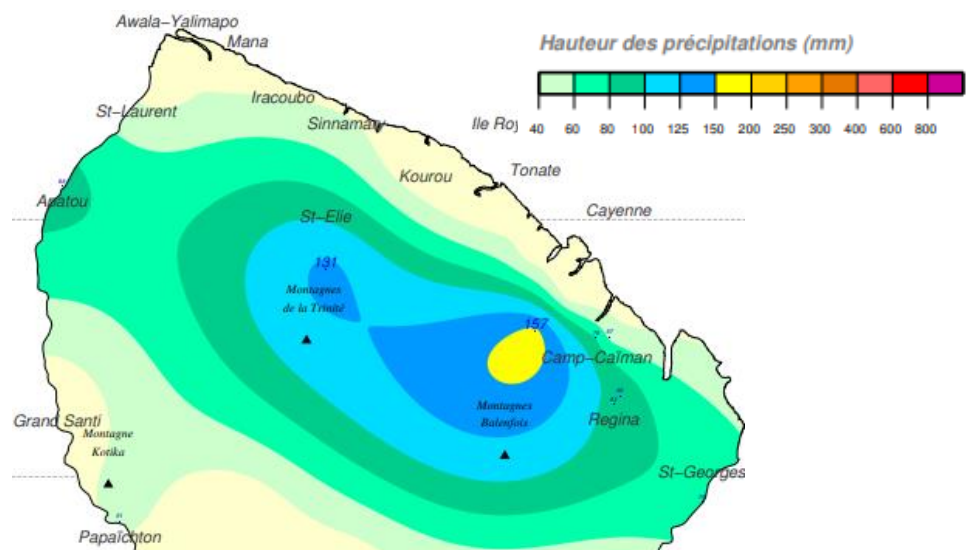 Awala-Yalimapo
Mana
Hauteur des précipitations (mm)
40 60 80 100 125 150 200 250 300 400 600 800
St-Laurent
Iracoubo
Sinnamary
Ile Roy
Kourou
Tonate
Apatou
Cayenne
St-Elie
131
Montagnes
de la Trinité
157
Camp-Caïman
Montagnes
Balenfois
Regina
Grand Santi
Montagne
Kotika
St-Georges
Papaïchton